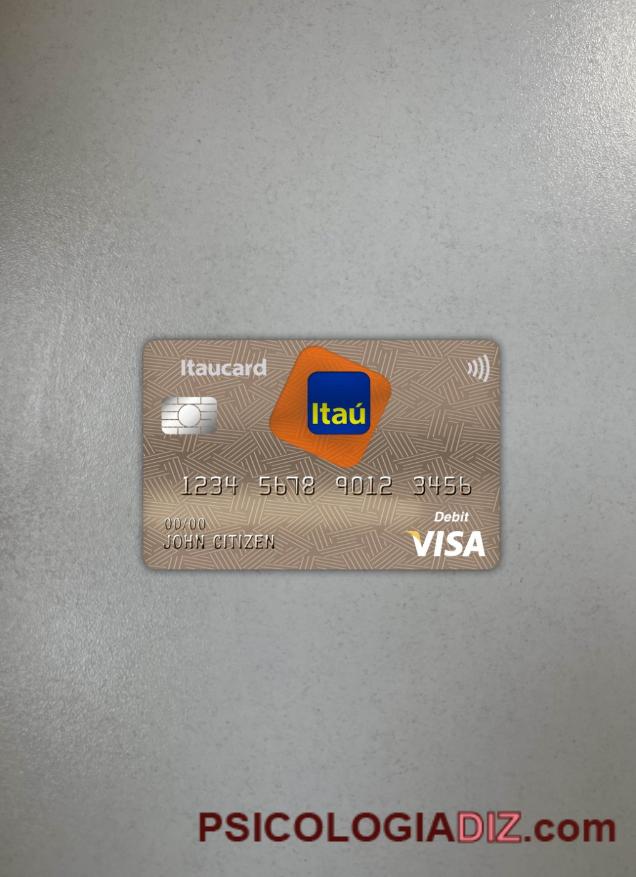 Itaucard
Itaú
1234 5678 9012 3456
00/00
Debit
JOHN CITIZEN
VISA
PSICOLOGIADIZ.com